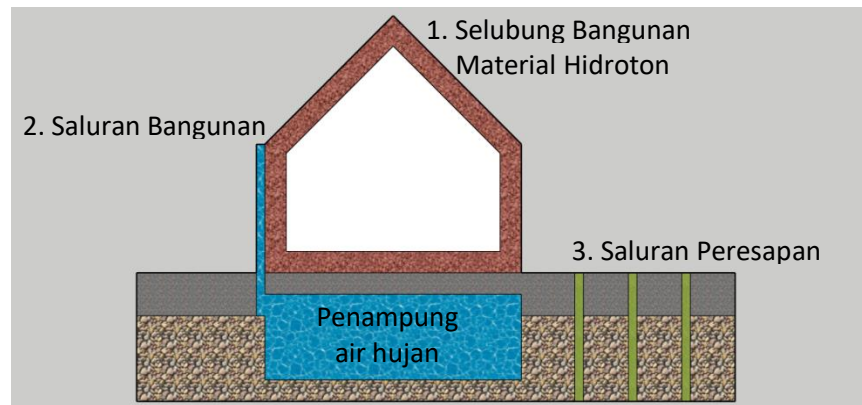 1. Selubung Bangunan
Material Hidroton
2. Saluran Bangunan
3. Saluran Peresapan
Penampung
air hujan